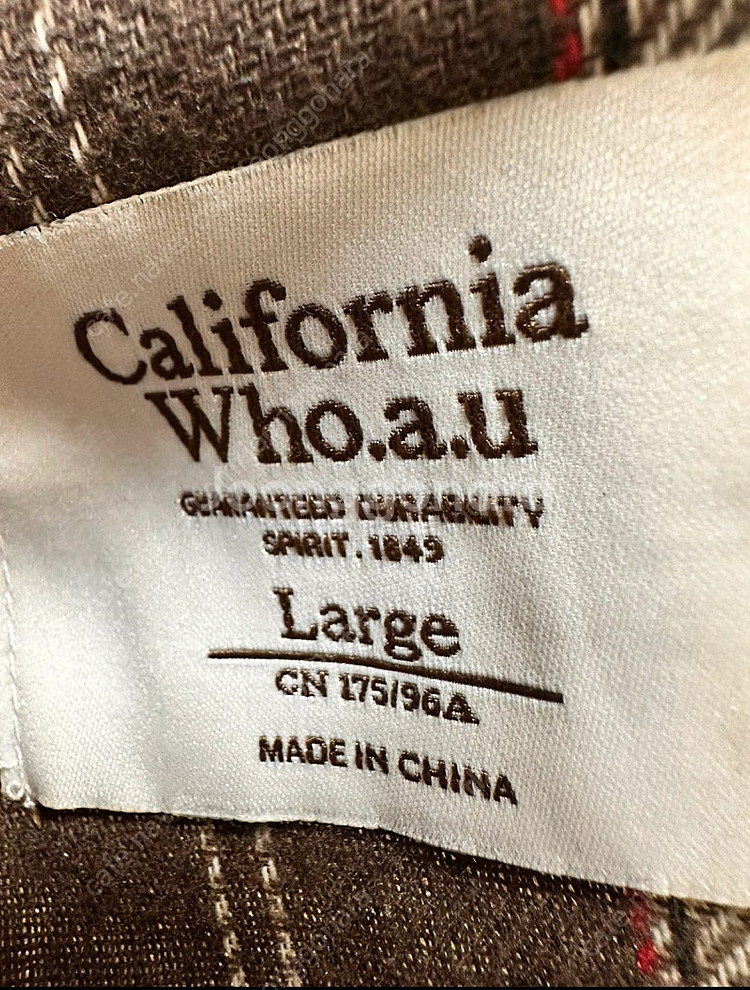 California
Who.a.u
GUARANTEED DURABILITY
SPIRIT.1849
Large
CN 175/96A
MADE IN CHINA